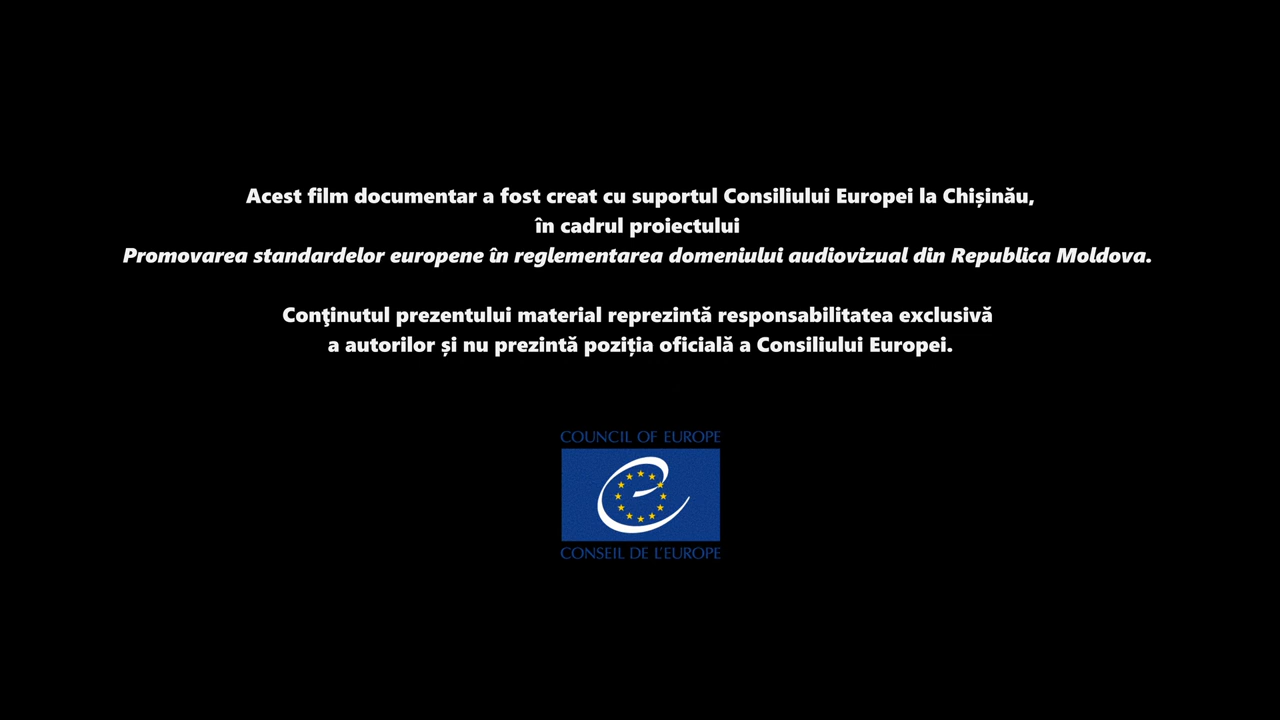 Acest film documentar a fost creat cu suportul Consiliului Europei la Chișinău,
în cadrul proiectului
Promovarea standardelor europene în reglementarea domeniului audiovizual din Republica Moldova.
Conţinutul prezentului material reprezintă responsabilitatea exclusivă
a autorilor și nu prezintă poziția oficială a Consiliului Europei.
COUNCIL OF EUROPE
CONSEIL DE L'EUROPE